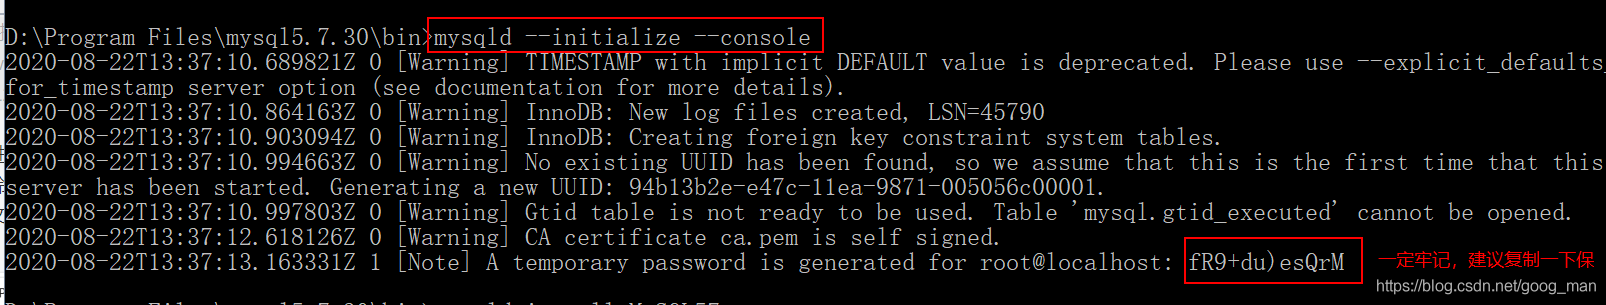 D:\Program Files\mysql5.7.30\bin>mysqld --initialize --console
2020-08-22T13:37:10.689821Z 0 [Warning] TIMESTAMP with implicit DEFAULT value is deprecated. Please use --explicit_defaults_
for_timestamp server option (see documentation for more details).
2020-08-22T13:37:10.864163Z 0 [Warning] InnoDB: New log files created, LSN=45790
2020-08-22T13:37:10.903094Z 0 [Warning] InnoDB: Creating foreign key constraint system tables.
2020-08-22T13:37:10.994663Z 0 [Warning] No existing UUID has been found, so we assume that this is the first time that this
server has been started. Generating a new UUID: 94b13b2e-e47c-11ea-9871-005056c00001.
2020-08-22T13:37:10.997803Z 0 [Warning] Gtid table is not ready to be used. Table 'mysql.gtid_executed' cannot be opened.
2020-08-22T13:37:12.618126Z 0 [Warning] CA certificate ca.pem is self signed.
2020-08-22T13:37:13.163331Z 1 [Note] A temporary password is generated for root@localhost: fR9+du)esQrM
一定牢记，建议复制一下保
https://blog.csdn.net/goog_man